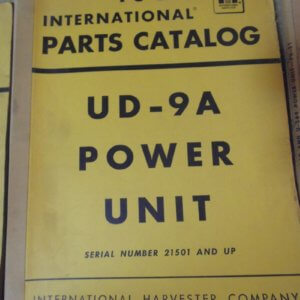 INTERNATIONAL®
PARTS CATALOG
UD-9A
POWER
UNIT
SERIAL NUMBER 21501 AND UP
INTERNATIONAL HARVESTER COMPANY